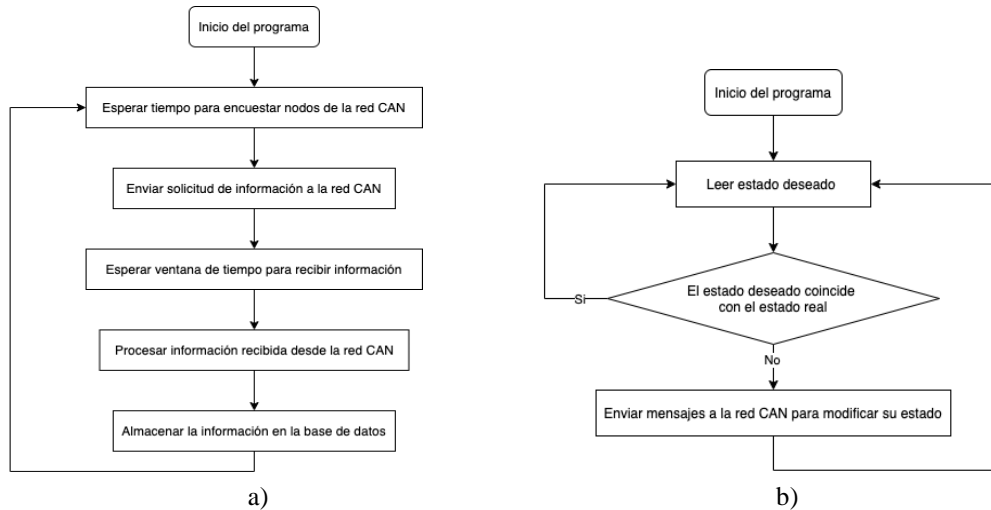 Inicio del programa
Esperar tiempo para encuestar nodos de la red CAN
Enviar solicitud de información a la red CAN
Esperar ventana de tiempo para recibir información
Procesar información recibida desde la red CAN
Almacenar la información en la base de datos
a)
Inicio del programa
Leer estado deseado
El estado deseado coincide
con el estado real
Si
No
Enviar mensajes a la red CAN para modificar su estado
b)